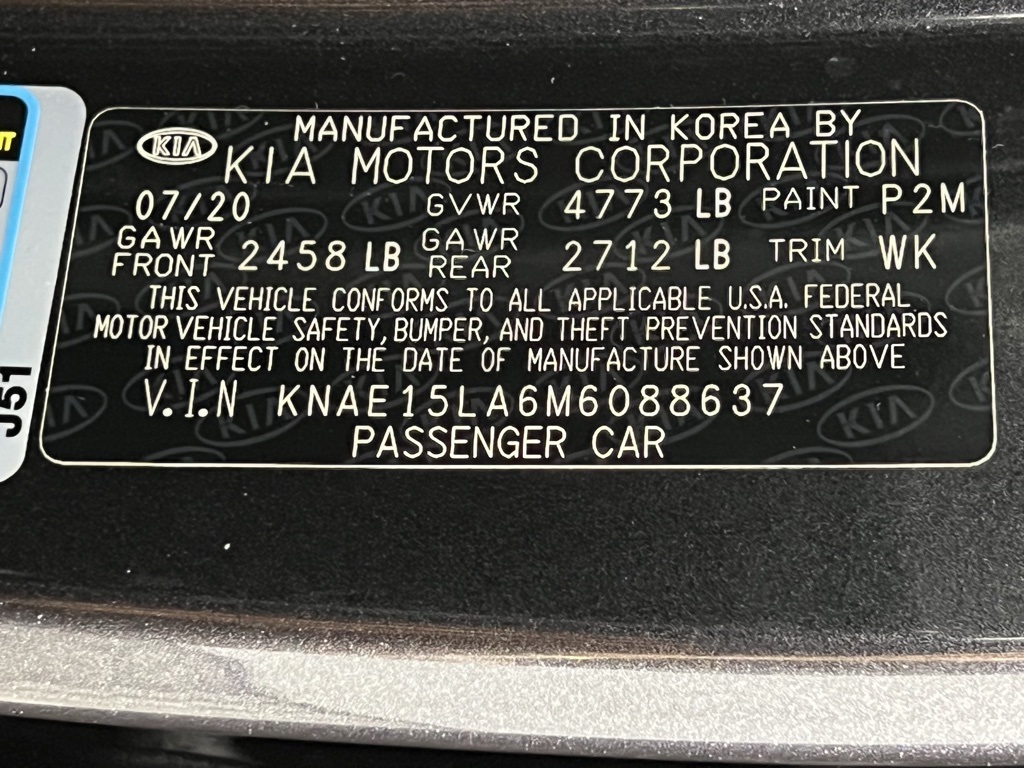 MANUFACTURED IN KOREA BY
KIA KIA MOTORS CORPORATION
07/20 GVWR 4773 LB PAINT P2M
GAWR FRONT 2458 LB GAWR REAR 2712 LB TRIM WK
THIS VEHICLE CONFORMS TO ALL APPLICABLE U.S.A. FEDERAL
MOTOR VEHICLE SAFETY, BUMPER, AND THEFT PREVENTION STANDARDS
IN EFFECT ON THE DATE OF MANUFACTURE SHOWN ABOVE
V.I.N KNAE15LA6M6088637
PASSENGER CAR
J51